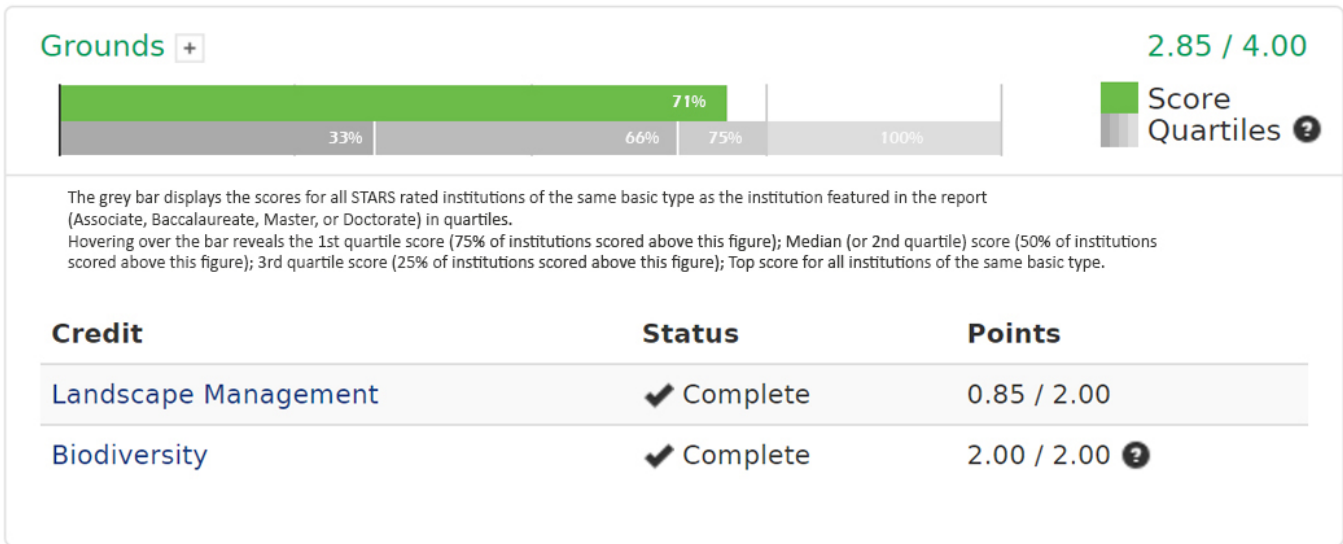 Grounds +
2.85 / 4.00
71%
33% 66% 75% 100%
Score
Quartiles ?
The grey bar displays the scores for all STARS rated institutions of the same basic type as the institution featured in the report
(Associate, Baccalaureate, Master, or Doctorate) in quartiles.
Hovering over the bar reveals the 1st quartile score (75% of institutions scored above this figure); Median (or 2nd quartile) score (50% of institutions
scored above this figure); 3rd quartile score (25% of institutions scored above this figure); Top score for all institutions of the same basic type.
Credit Status Points
Landscape Management ✔ Complete 0.85 / 2.00
Biodiversity ✔ Complete 2.00 / 2.00 ?